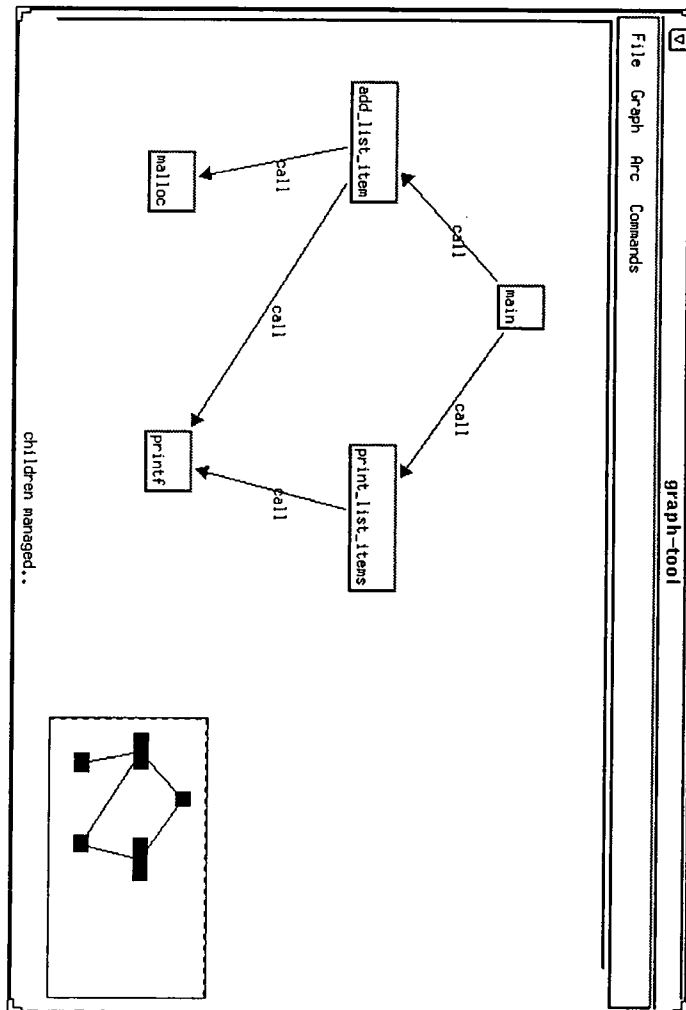 graph-tool
File Graph Arc Commands
main
call
call
add_list_item
print_list_items
call
call
call
malloc
printf
children managed..